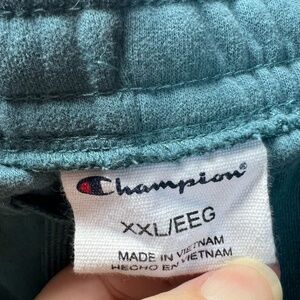 Champion
XXL/EEG
MADE IN VIETNAM
HECHO EN VIETNAM